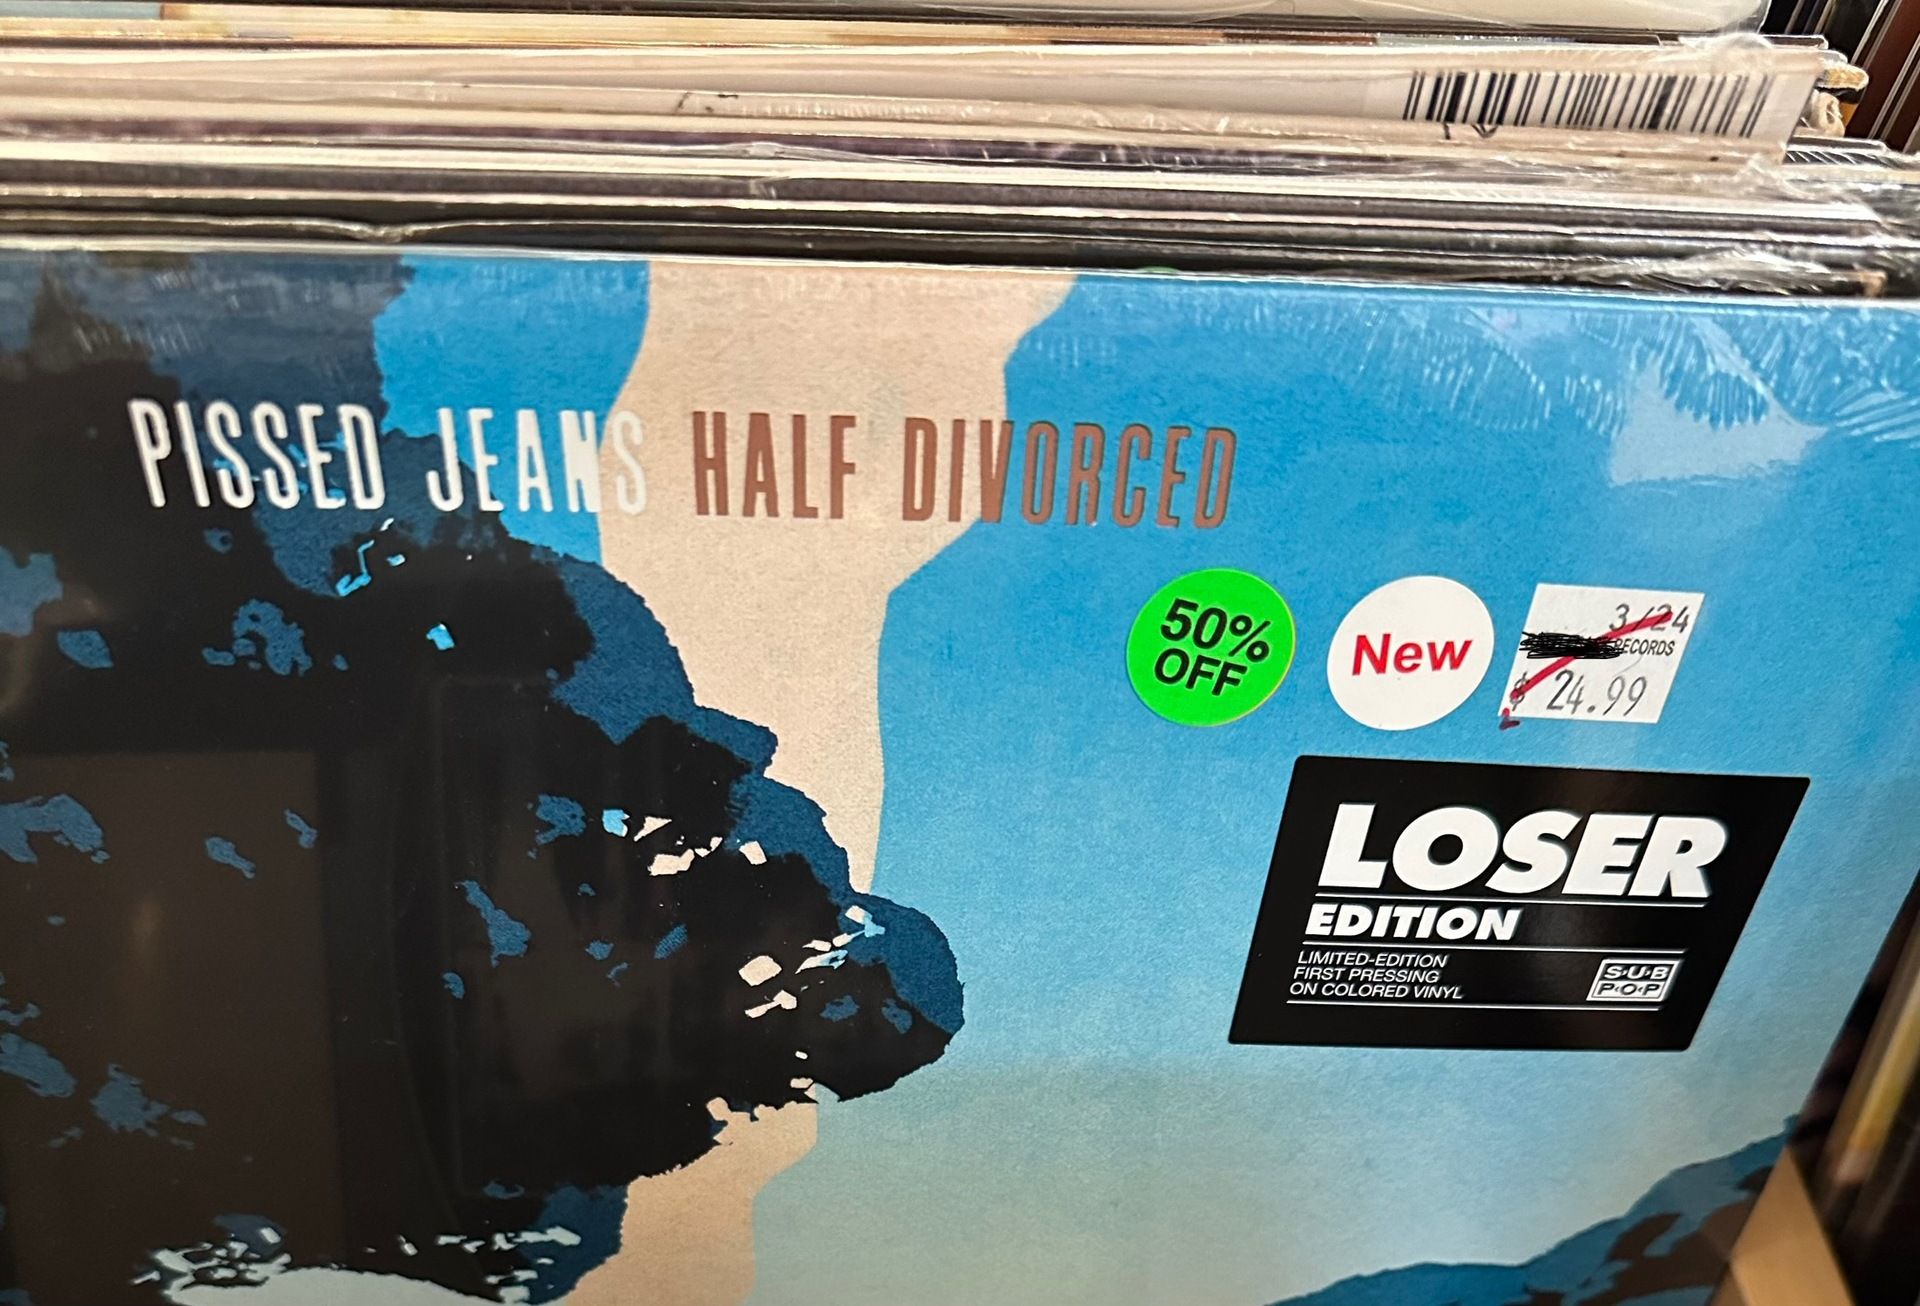 PISSED JEANS HALF DIVORCED
50%
OFF
New
3/24
RECORDS
$ 24.99
LOSER
EDITION
LIMITED-EDITION
FIRST PRESSING
ON COLORED VINYL
SUB
POP